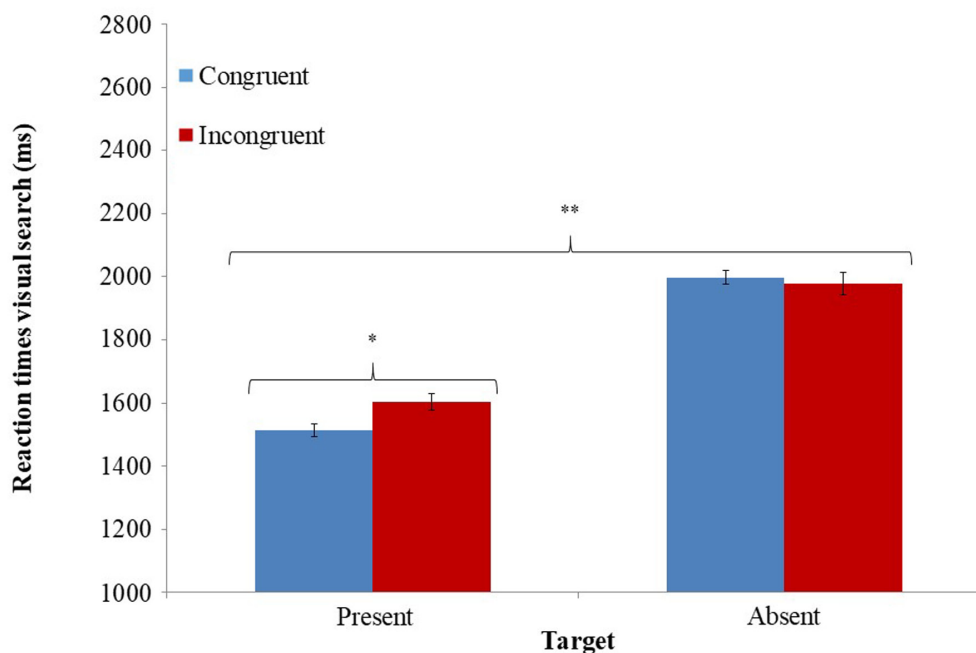 Reaction times visual search (ms)
2800
2600
2400
2200
2000
1800
1600
1400
1200
1000
Congruent
Incongruent
**
*
Present
Absent
Target